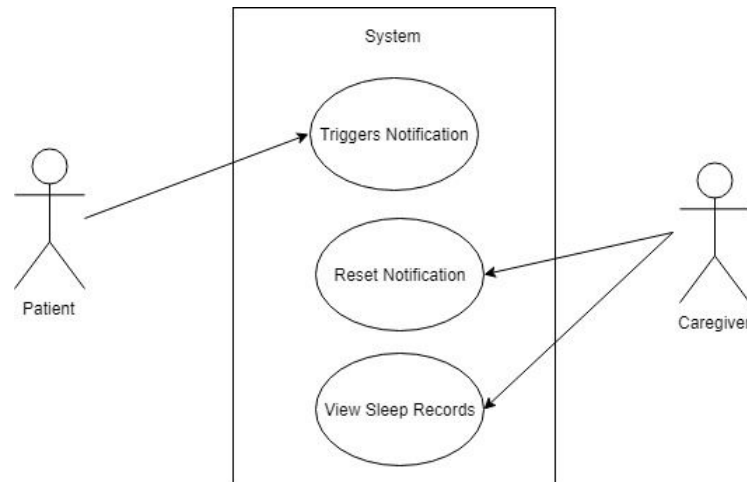 System
Triggers Notification
Reset Notification
Patient
Caregiver
View Sleep Records